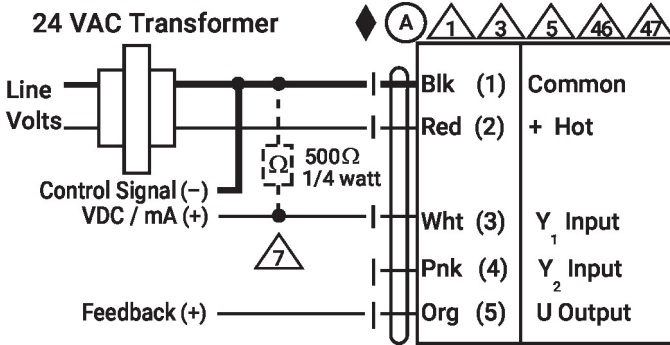 24 VAC Transformer
A 1 3 5 46 47
Line
Volts
Blk (1) Common
Red (2) + Hot
Ω 500Ω
1/4 watt
Control Signal (−)
VDC / mA (+)
Wht (3) Y1 Input
7
Pnk (4) Y2 Input
Feedback (+)
Org (5) U Output